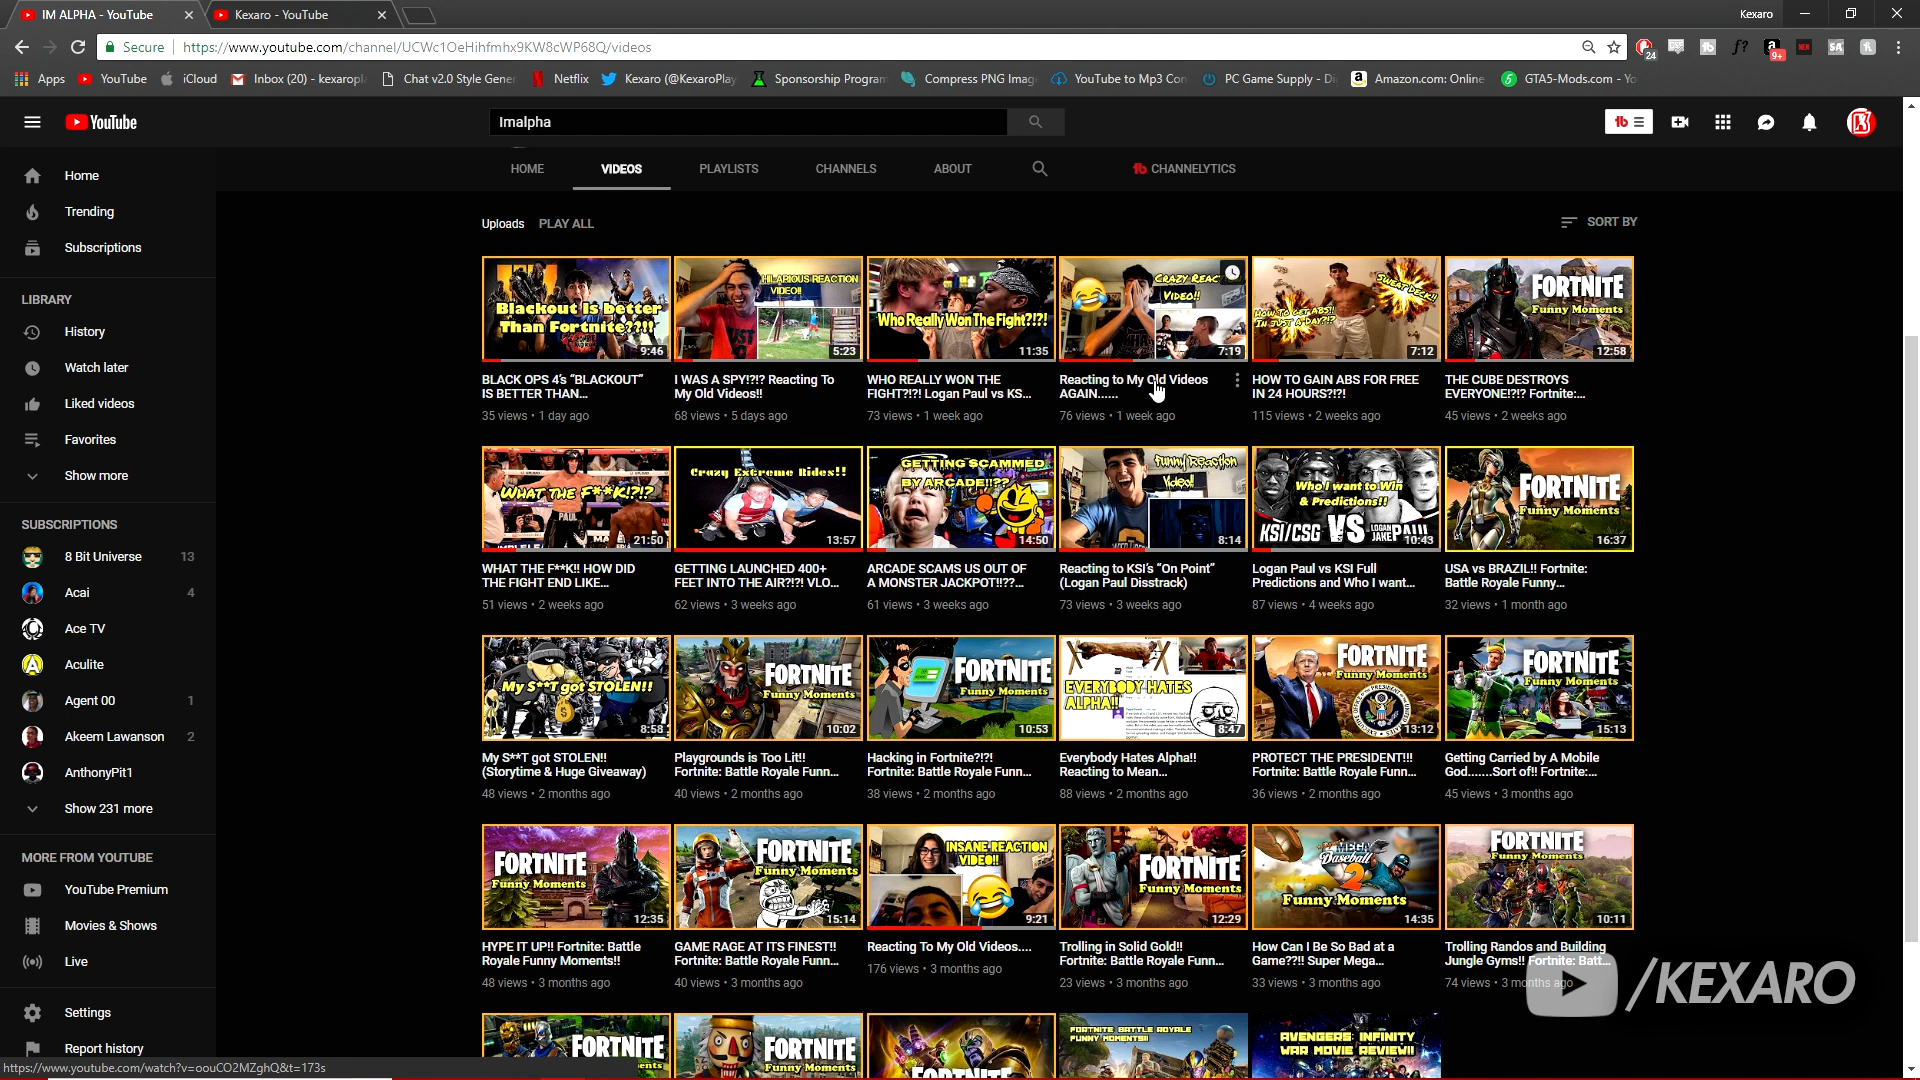 IM ALPHA - YouTube
Kexaro - YouTube
Kexaro
Secure
https://www.youtube.com/channel/UCWc1OeHihfmhx9KW8cWP68Q/videos
24
9+
Apps
YouTube
iCloud
Inbox (20) - kexaropl
Chat v2.0 Style Gener
Netflix
Kexaro (@KexaroPlay
Sponsorship Program
Compress PNG Imag
YouTube to Mp3 Con
PC Game Supply - Di
Amazon.com: Online
GTA5-Mods.com - Yo
YouTube
Imalpha
HOME
VIDEOS
PLAYLISTS
CHANNELS
ABOUT
CHANNELYTICS
Home
Trending
Subscriptions
LIBRARY
History
Watch later
Liked videos
Favorites
Show more
SUBSCRIPTIONS
8 Bit Universe 13
Acai 4
Ace TV
Aculite
Agent 00 1
Akeem Lawanson 2
AnthonyPit1
Show 231 more
MORE FROM YOUTUBE
YouTube Premium
Movies & Shows
Live
Settings
Report history
Uploads PLAY ALL
SORT BY
Blackout Is better
Than Fortnite??!!
9:46
BLACK OPS 4's "BLACKOUT"
IS BETTER THAN...
35 views • 1 day ago
HILARIOUS REACTION
VIDEO!!
5:23
I WAS A SPY!?!? Reacting To
My Old Videos!!
68 views • 5 days ago
Who Really Won The Fight?!?!
11:35
WHO REALLY WON THE
FIGHT?!?! Logan Paul vs KS...
73 views • 1 week ago
CRAZY REAC
VIDEO!!
7:19
Reacting to My Old Videos
AGAIN......
76 views • 1 week ago
HOW TO GET ABS!!
IN JUST A DAY?!?
SWEAT DECK!!
7:12
HOW TO GAIN ABS FOR FREE
IN 24 HOURS?!?!
115 views • 2 weeks ago
FORTNITE
Funny Moments
12:58
THE CUBE DESTROYS
EVERYONE!?!? Fortnite:...
45 views • 2 weeks ago
WHAT THE F**K!?!?
21:50
WHAT THE F**K!! HOW DID
THE FIGHT END LIKE...
51 views • 2 weeks ago
Crazy Extreme Rides!!
13:57
GETTING LAUNCHED 400+
FEET INTO THE AIR?!?! VLO...
62 views • 3 weeks ago
GETTING SCAMMED
BY ARCADE!!??
14:50
ARCADE SCAMS US OUT OF
A MONSTER JACKPOT!!??...
61 views • 3 weeks ago
Funny Reaction
Video!!
8:14
Reacting to KSI's "On Point"
(Logan Paul Disstrack)
73 views • 3 weeks ago
Who I want to Win
& Predictions!!
KSI/CSG VS LOGAN JAKE PAUL
10:43
Logan Paul vs KSI Full
Predictions and Who I want...
87 views • 4 weeks ago
FORTNITE
Funny Moments
16:37
USA vs BRAZIL!! Fortnite:
Battle Royale Funny...
32 views • 1 month ago
My S**T got STOLEN!!
8:58
My S**T got STOLEN!!
(Storytime & Huge Giveaway)
48 views • 2 months ago
FORTNITE
Funny Moments
10:02
Playgrounds is Too Lit!!
Fortnite: Battle Royale Funn...
40 views • 2 months ago
FORTNITE
Funny Moments
10:53
Hacking in Fortnite?!?!
Fortnite: Battle Royale Funn...
38 views • 2 months ago
EVERYBODY HATES
ALPHA!!
8:47
Everybody Hates Alpha!!
Reacting to Mean...
88 views • 2 months ago
FORTNITE
Funny Moments
13:12
PROTECT THE PRESIDENT!!!
Fortnite: Battle Royale Funn...
36 views • 2 months ago
FORTNITE
Funny Moments
15:13
Getting Carried by A Mobile
God.......Sort of!! Fortnite:...
45 views • 3 months ago
FORTNITE
Funny Moments
12:35
HYPE IT UP!! Fortnite: Battle
Royale Funny Moments!!
48 views • 3 months ago
FORTNITE
Funny Moments
15:14
GAME RAGE AT ITS FINEST!!
Fortnite: Battle Royale Funn...
40 views • 3 months ago
INSANE REACTION
VIDEO!!
9:21
Reacting To My Old Videos....
176 views • 3 months ago
FORTNITE
Funny Moments
12:29
Trolling in Solid Gold!!
Fortnite: Battle Royale Funn...
23 views • 3 months ago
MEGA
Baseball
2
Funny Moments
14:35
How Can I Be So Bad at a
Game??!! Super Mega...
33 views • 3 months ago
FORTNITE
Funny Moments
10:11
Trolling Randos and Building
Jungle Gyms!! Fortnite: Batt...
74 views • 3 months ago
FORTNITE
FORTNITE
FORTNITE
FORTNITE BATTLE ROYALE
FUNNY MOMENTS!!
AVENGERS: INFINITY
WAR MOVIE REVIEW!!
/KEXARO
https://www.youtube.com/watch?v=oouCO2MZghQ&t=173s